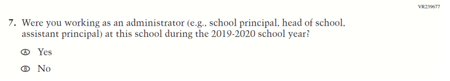 VR250677
7. Were you working as an administrator (e.g., school principal, head of school,
assistant principal) at this school during the 2019-2020 school year?
A Yes
B No